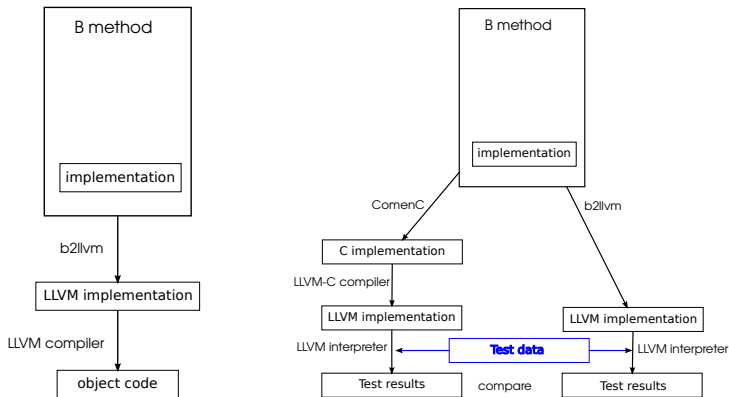 B method
implementation
b2llvm
LLVM implementation
LLVM compiler
object code
B method
implementation
ComenC
b2llvm
C implementation
LLVM-C compiler
LLVM implementation
LLVM implementation
LLVM interpreter
Test data
LLVM interpreter
Test results
compare
Test results